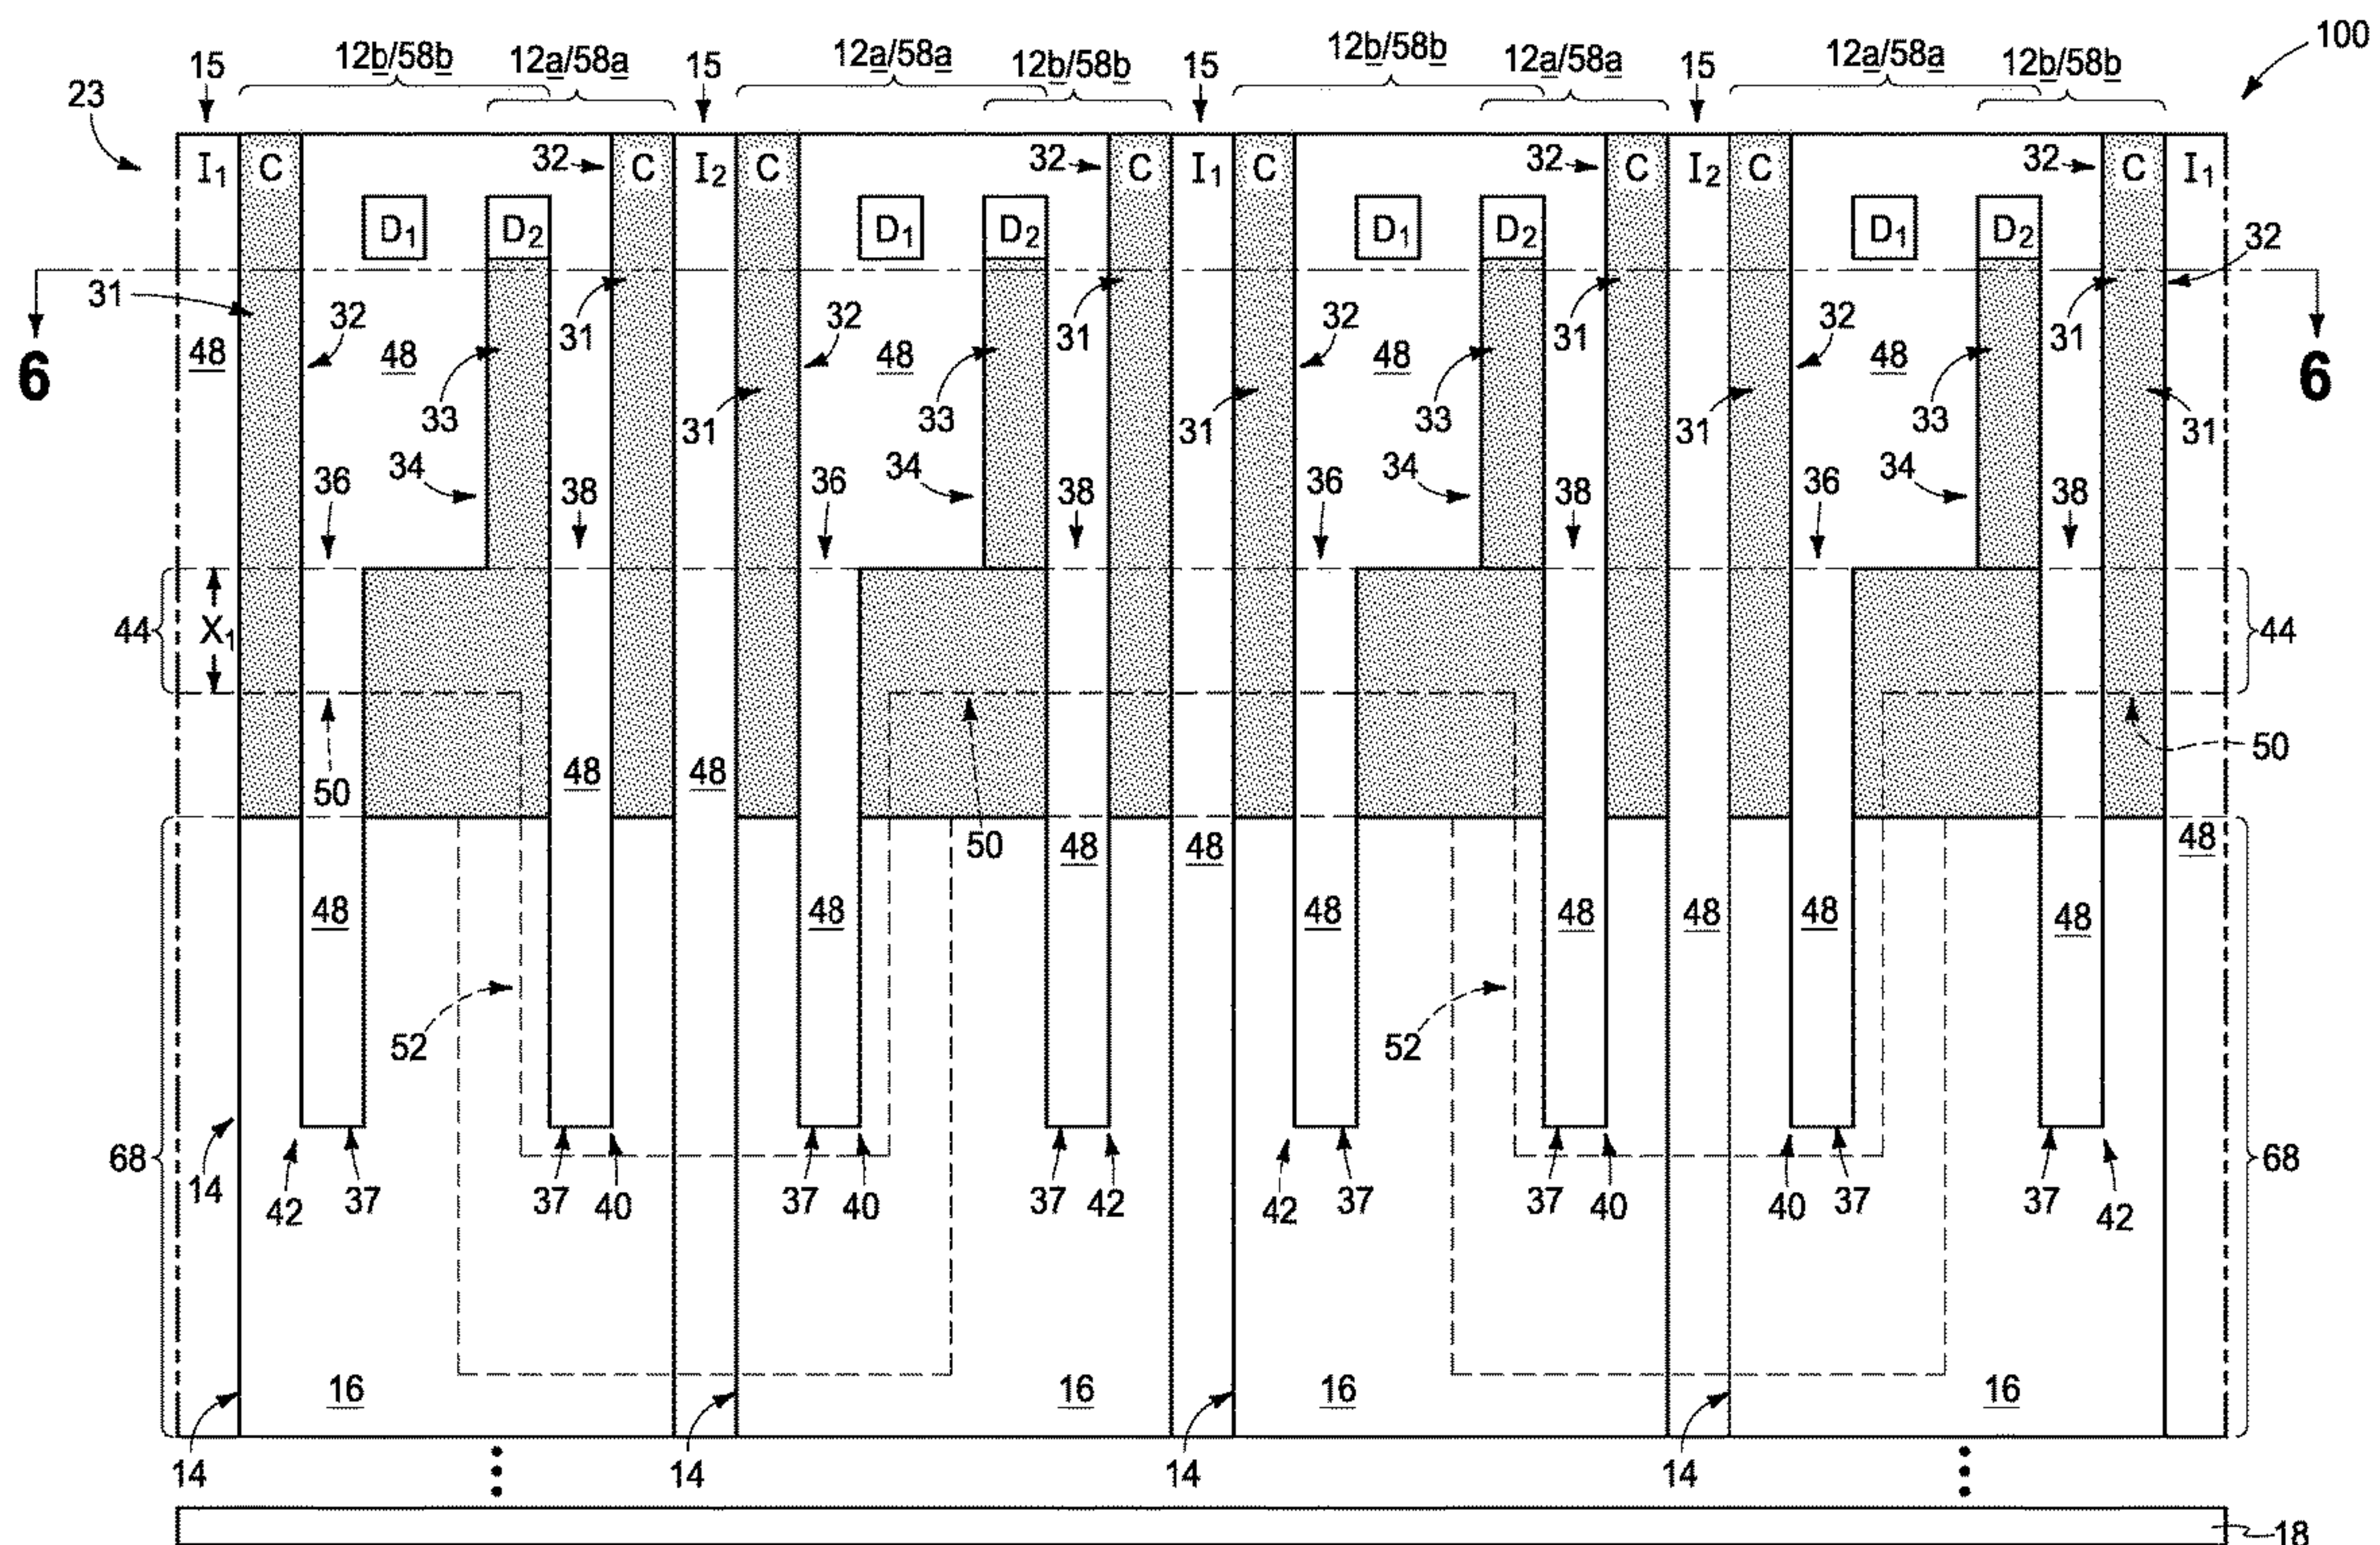 100
12b/58b 12a/58a 12b/58b 12a/58a
15 12b/58b 12a/58a 15 12b/58b 15 12a/58a 15 12b/58b
23
I₁ C 32 C I₂ C 32 C I₁ C 32 C I₂ C 32 C I₁
D₁ D₂ D₁ D₂ D₁ D₂ D₁ D₂ 32
31 32 31 32 31 32 31 32 31
48 48 48 48 48
6 6
33 31 33 31 33 31 33 31
34 34 34 34
36 38 36 38 36 38 36 38
44 X₁ 44
50
50 48 48 50 48 48 48
48 48 48 48 48 48 48 48
52 52
68 68
14 42 37 37 40 37 40 37 42 42 37 37 40 40 37 37 42
16 16 16 16
14 14 14 14
18